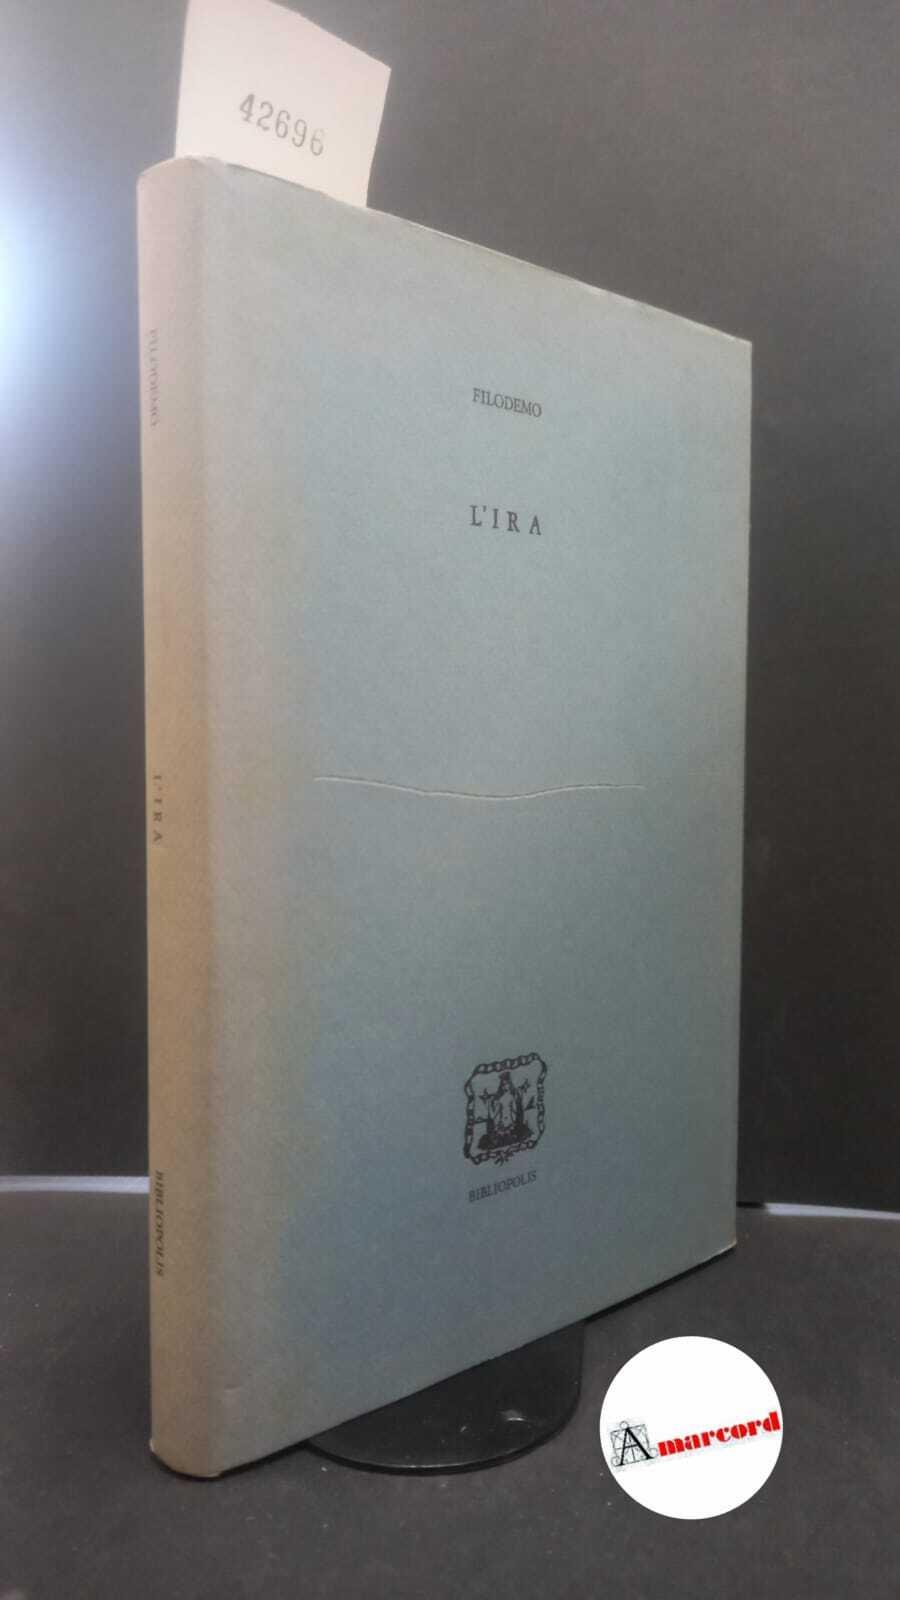 42696
FILODEMO
L'IRA
BIBLIOPOLIS
FILODEMO
L'IRA
BIBLIOPOLIS
Amarcord